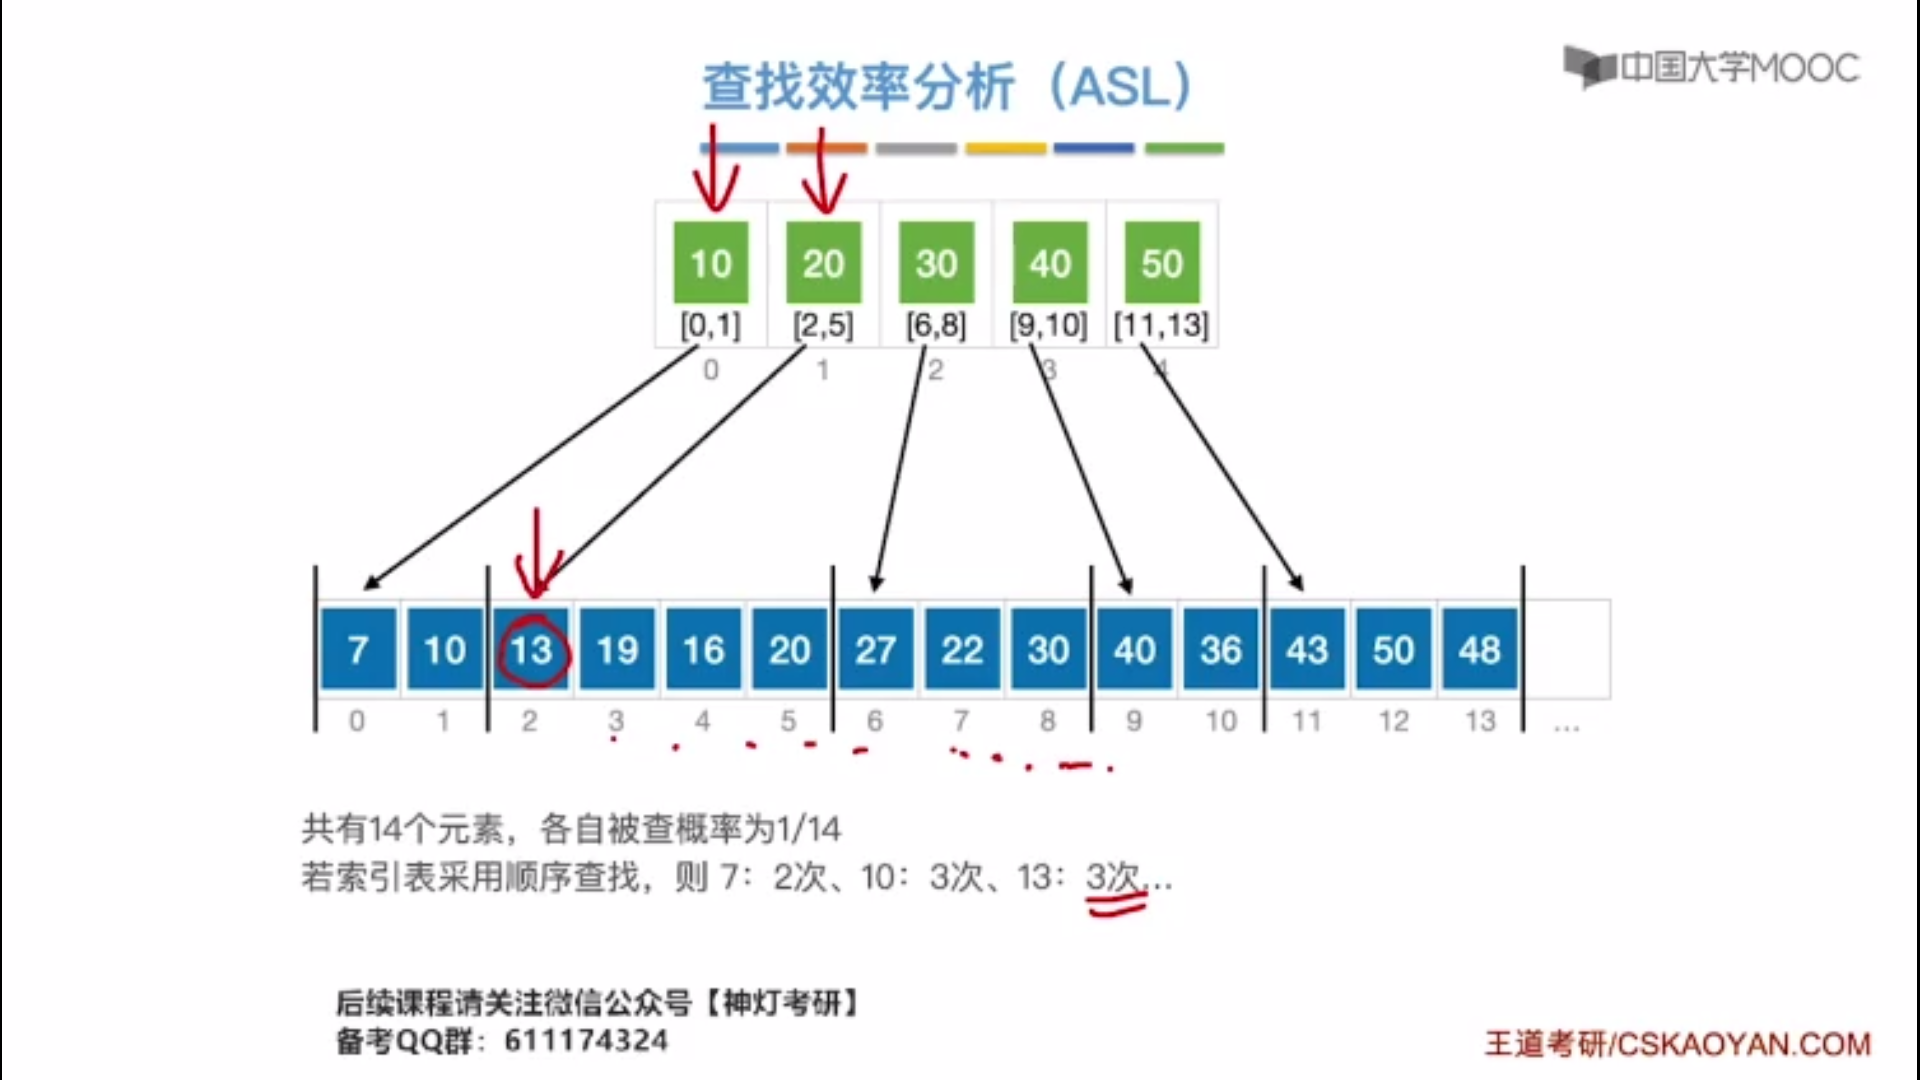 查找效率分析（ASL）
中国大学MOOC
10 20 30 40 50
[0,1] [2,5] [6,8] [9,10] [11,13]
0 1 2 3 4
7 10 13 19 16 20 27 22 30 40 36 43 50 48
0 1 2 3 4 5 6 7 8 9 10 11 12 13 ...
共有14个元素，各自被查概率为1/14
若索引表采用顺序查找，则 7：2次、10：3次、13：3次...
后续课程请关注微信公众号【神灯考研】
备考QQ群：611174324
王道考研/CSKAOYAN.COM